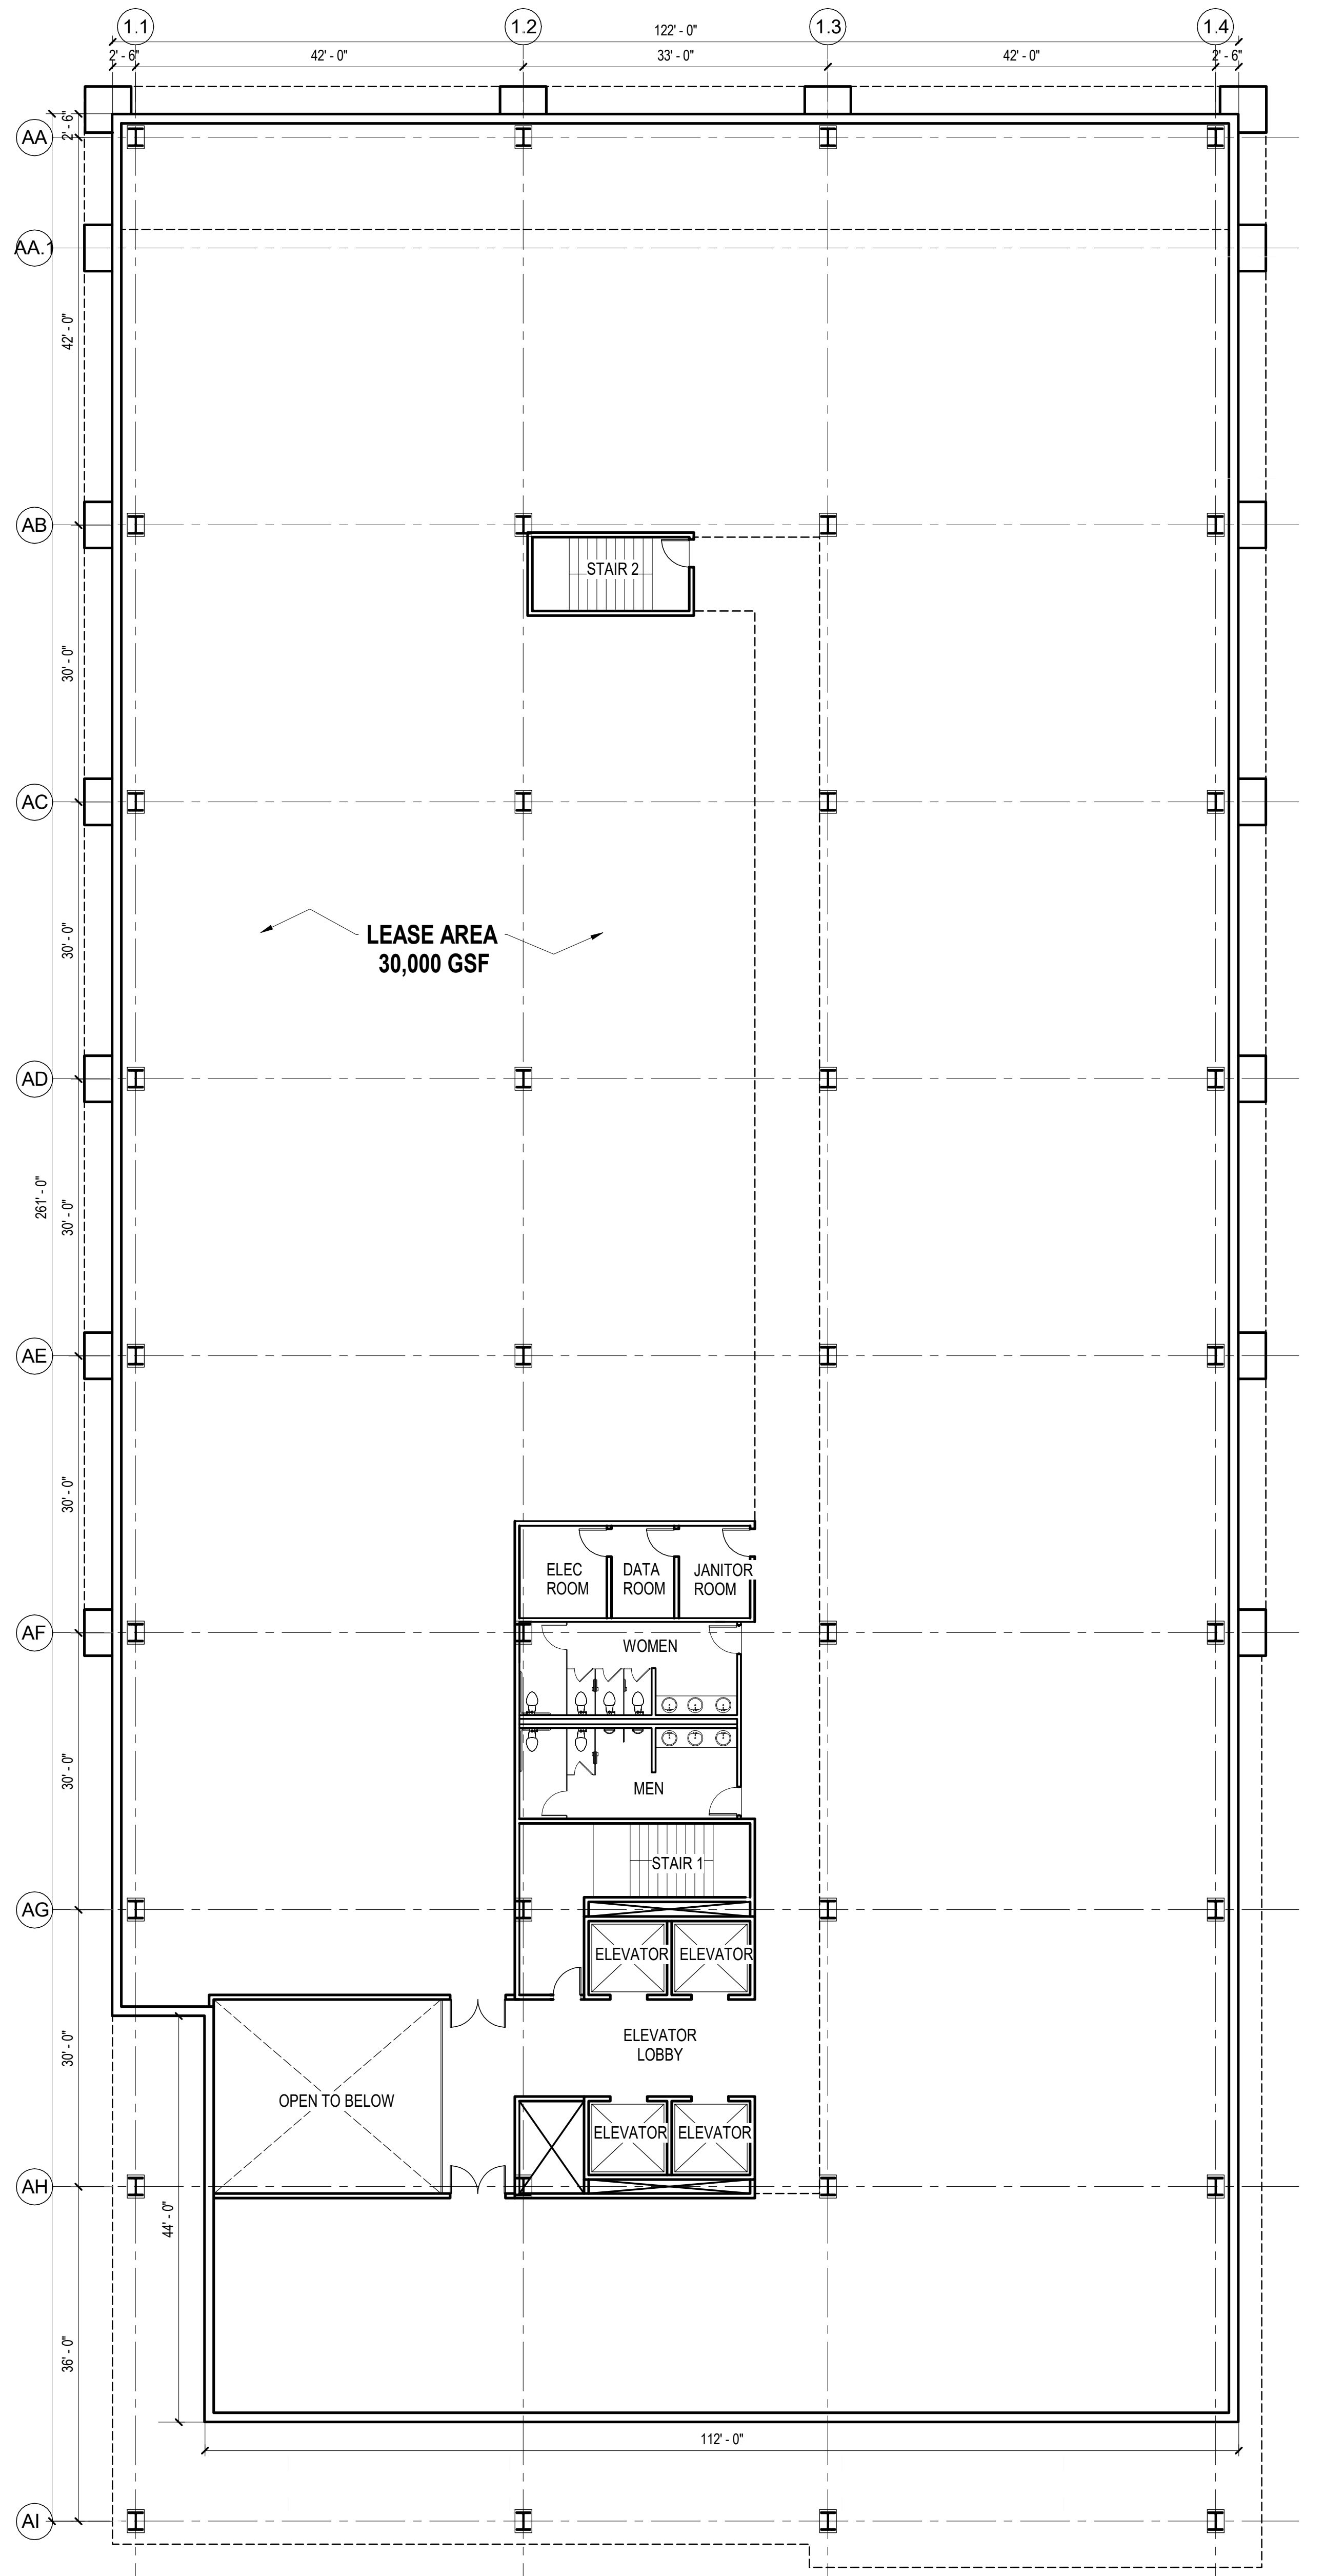 1.1
1.2
1.3
1.4
122' - 0"
2' - 6"
42' - 0"
33' - 0"
42' - 0"
2' - 6"
2' - 6"
AA
AA.1
42' - 0"
AB
STAIR 2
30' - 0"
AC
30' - 0"
LEASE AREA
30,000 GSF
AD
261' - 0"
30' - 0"
AE
30' - 0"
ELEC
ROOM
DATA
ROOM
JANITOR
ROOM
AF
WOMEN
30' - 0"
MEN
STAIR 1
AG
ELEVATOR
ELEVATOR
30' - 0"
ELEVATOR
LOBBY
OPEN TO BELOW
ELEVATOR
ELEVATOR
AH
44' - 0"
36' - 0"
112' - 0"
AI